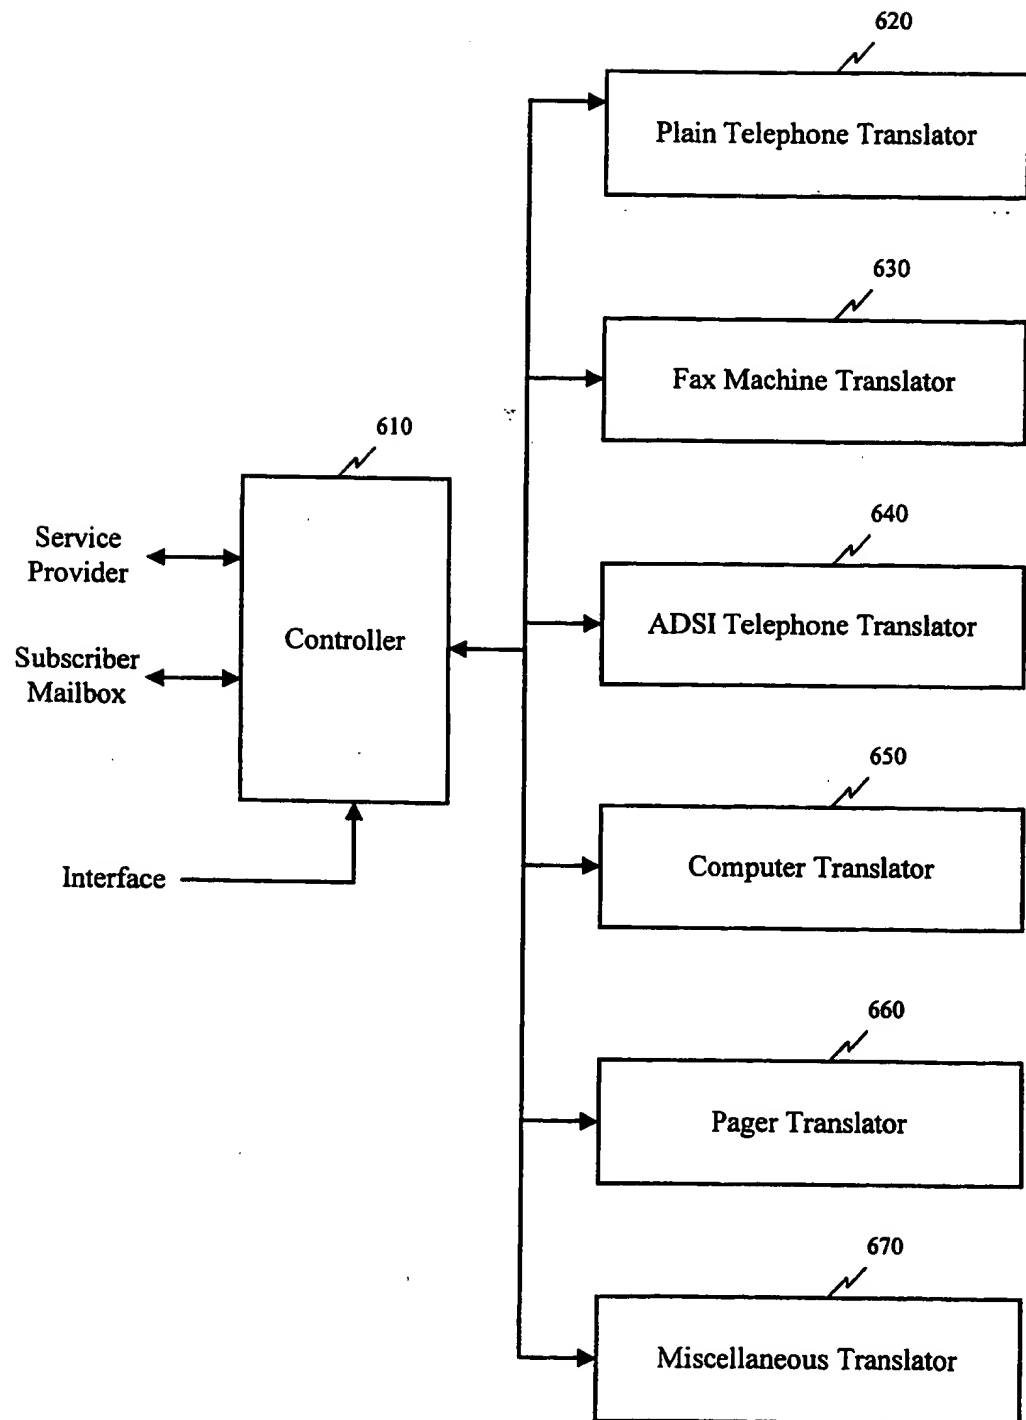 620
Plain Telephone Translator
630
Fax Machine Translator
610
Service
Provider
Subscriber
Mailbox
Controller
Interface
640
ADSI Telephone Translator
650
Computer Translator
660
Pager Translator
670
Miscellaneous Translator